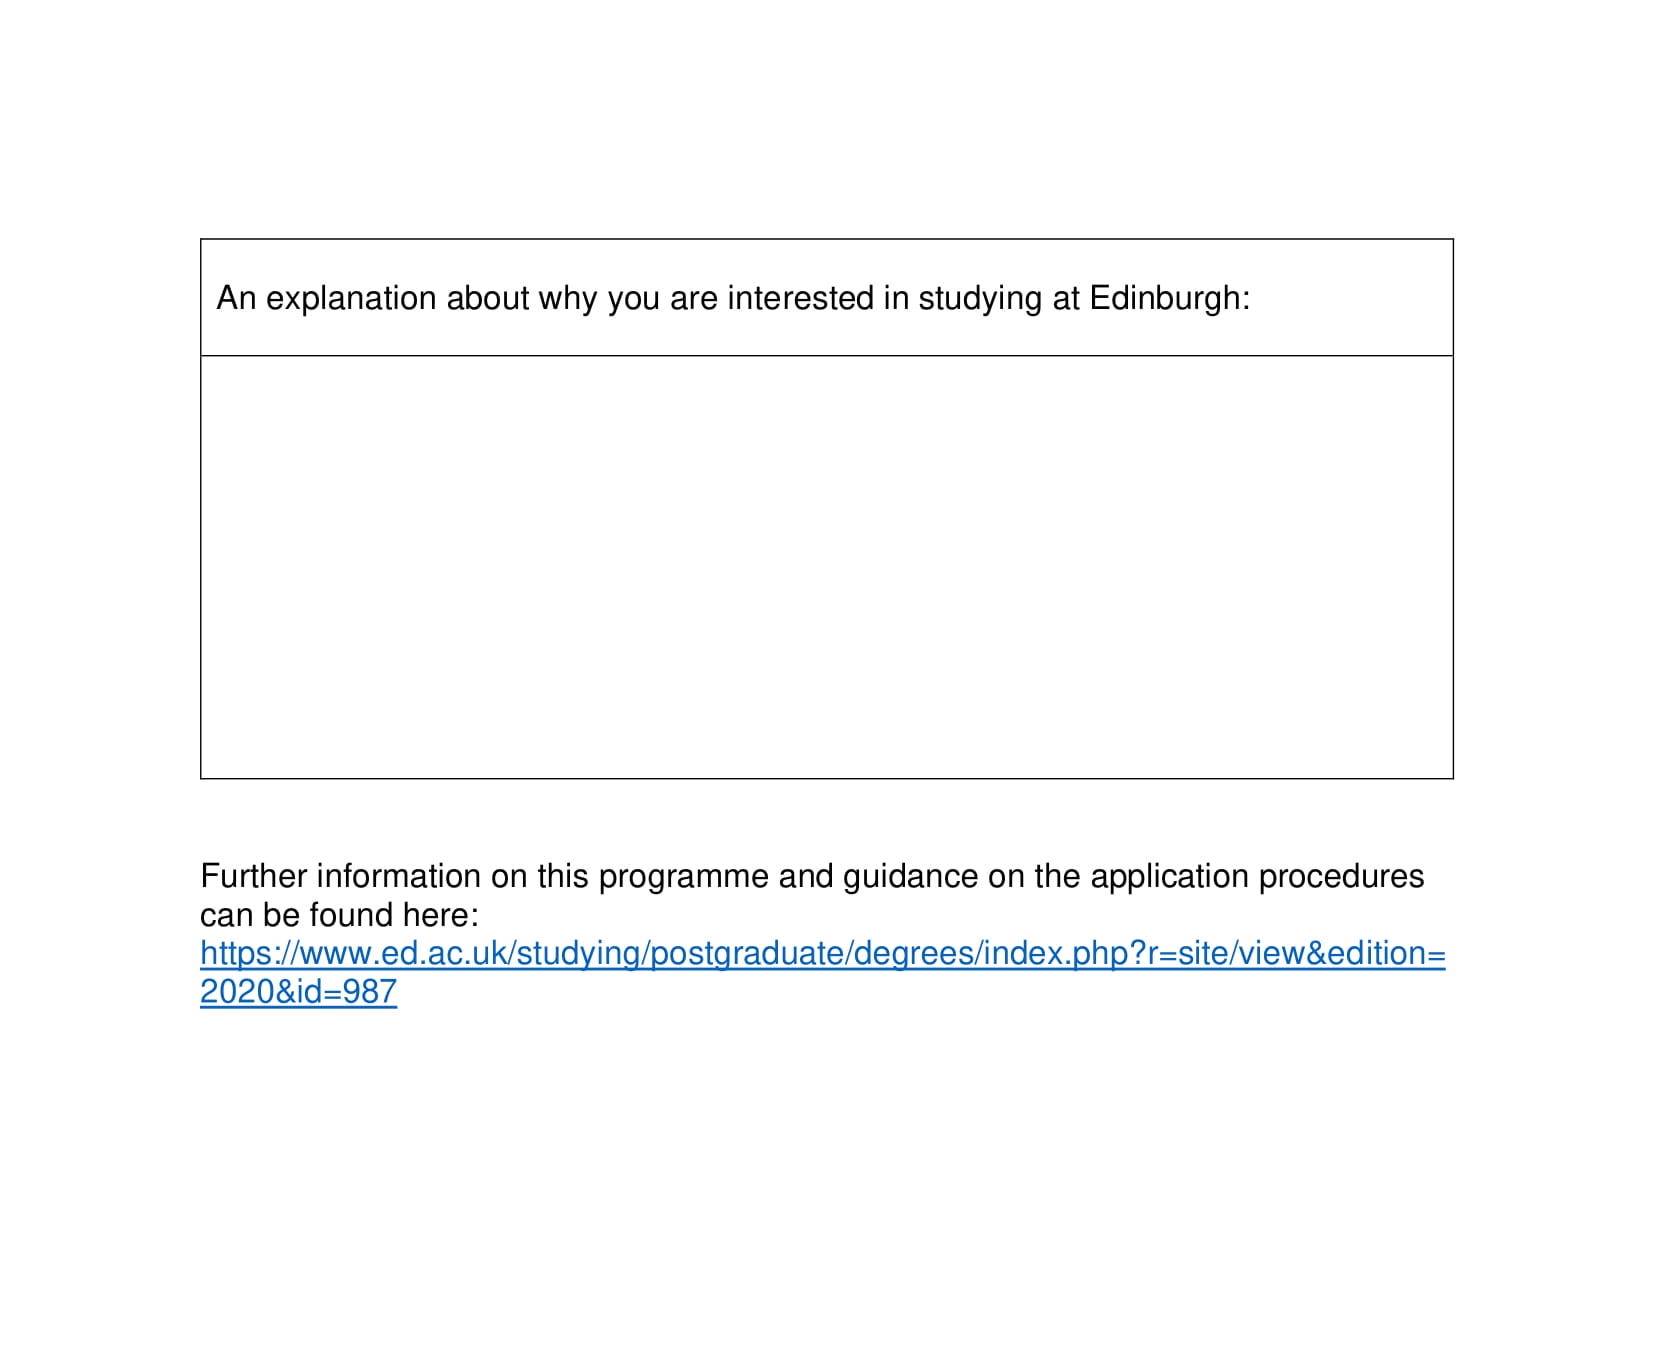 An explanation about why you are interested in studying at Edinburgh:
Further information on this programme and guidance on the application procedures
can be found here:
https://www.ed.ac.uk/studying/postgraduate/degrees/index.php?r=site/view&edition=
2020&id=987